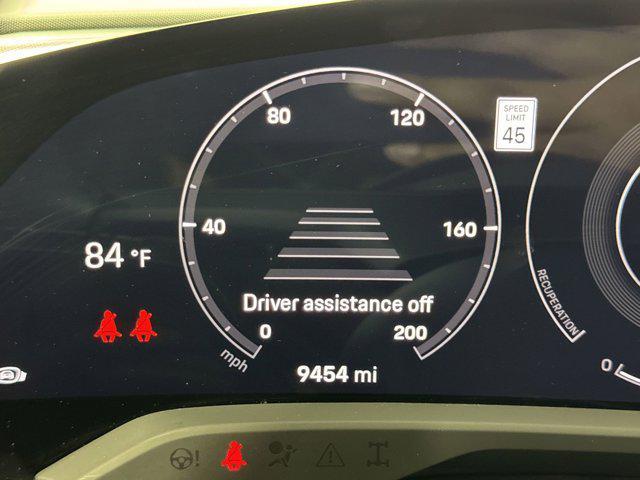 80
120
SPEED
LIMIT
45
40
160
84 °F
Driver assistance off
0
200
mph
9454 mi
RECUPERATION
0
!